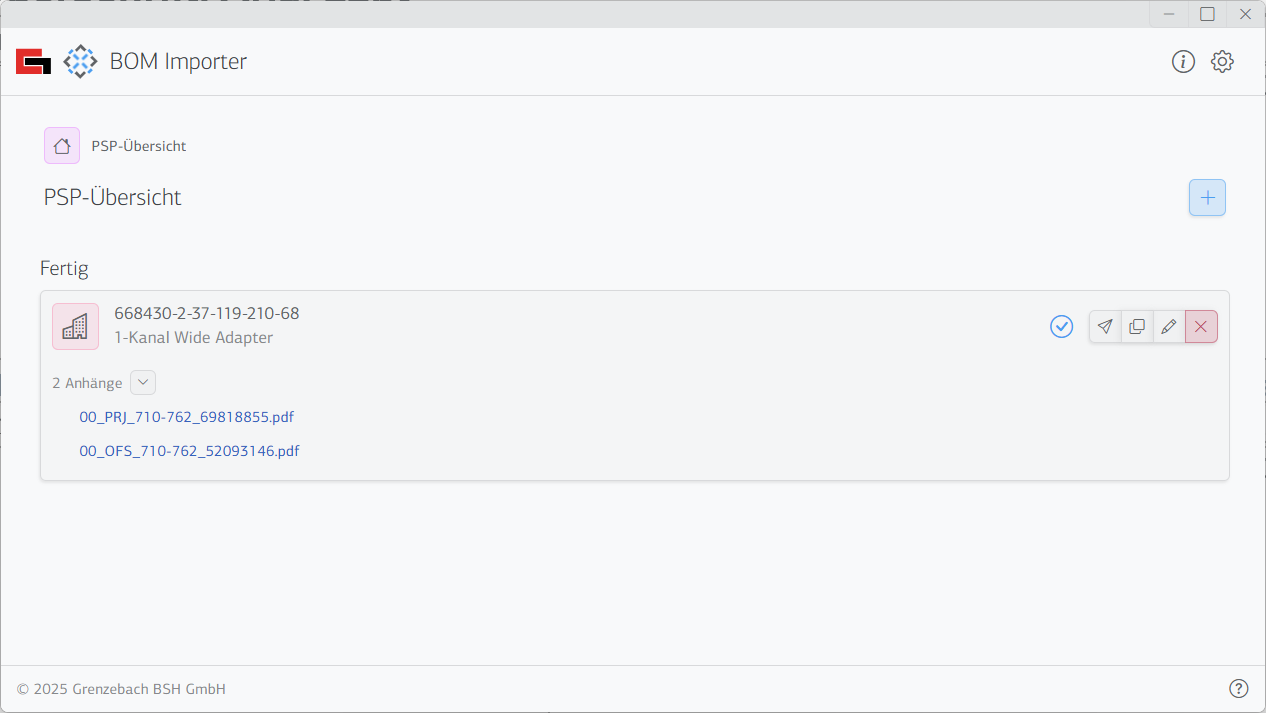 BOM Importer
PSP-Übersicht
PSP-Übersicht
Fertig
668430-2-37-119-210-68
1-Kanal Wide Adapter
2 Anhänge
00_PRJ_710-762_69818855.pdf
00_OFS_710-762_52093146.pdf
© 2025 Grenzebach BSH GmbH